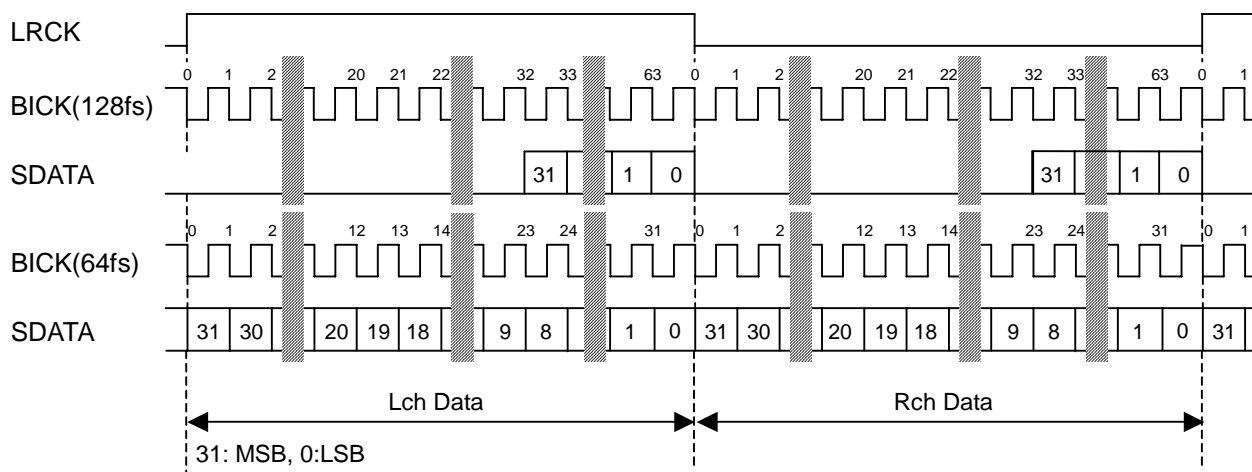 LRCK
0 1 2 20 21 22 32 33 63 0 1 2 20 21 22 32 33 63 0 1
BICK(128fs)
SDATA 31 1 0 31 1 0
0 1 2 12 13 14 23 24 31 0 1 2 12 13 14 23 24 31 0 1
BICK(64fs)
SDATA 31 30 20 19 18 9 8 1 0 31 30 20 19 18 9 8 1 0 31
Lch Data Rch Data
31: MSB, 0:LSB